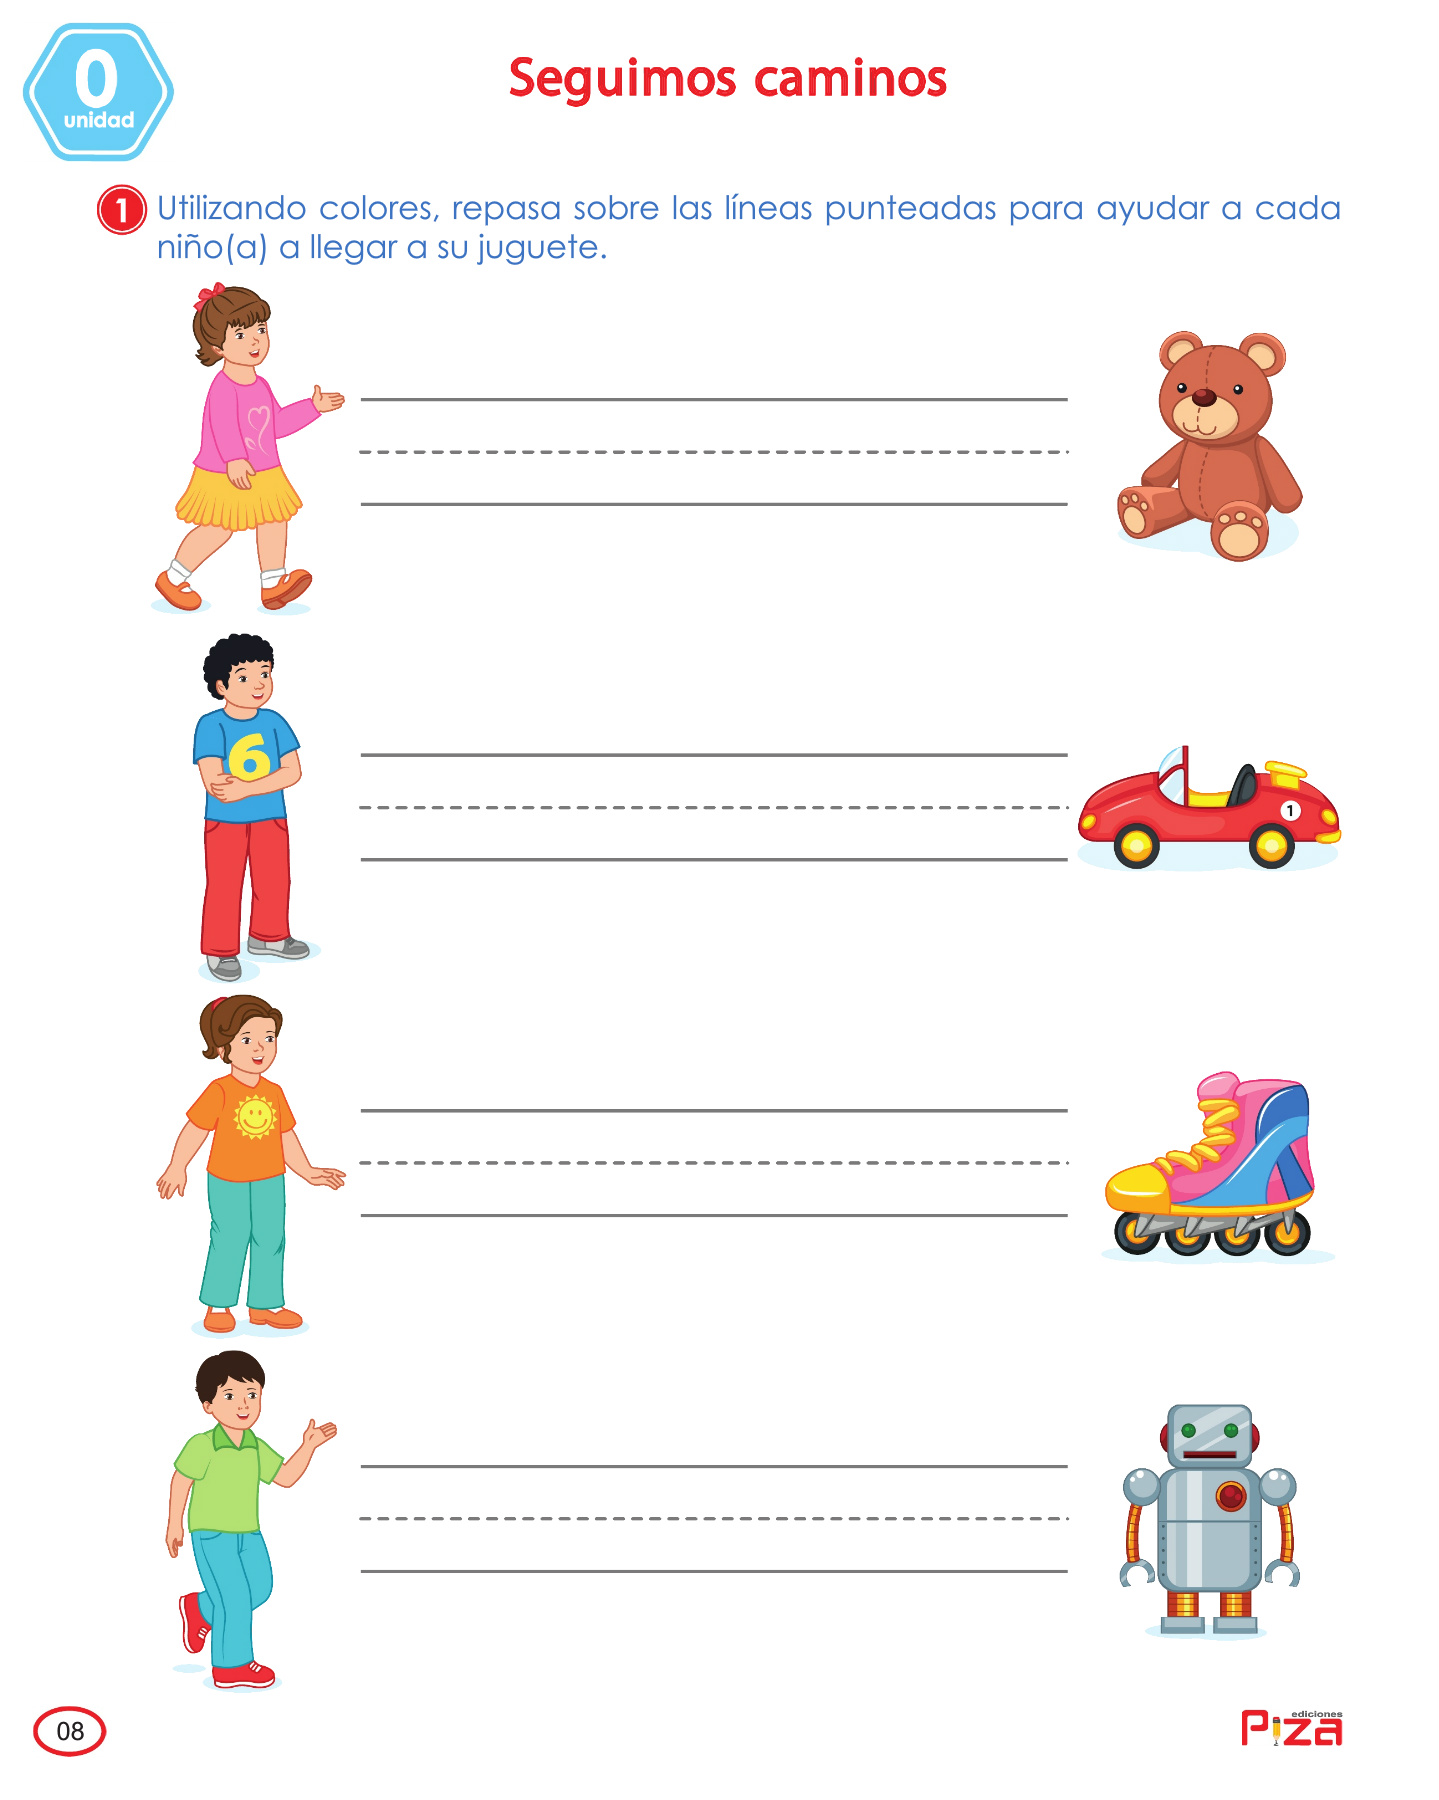 0
unidad
Seguimos caminos
1 Utilizando colores, repasa sobre las líneas punteadas para ayudar a cada
niño(a) a llegar a su juguete.
6
1
08
ediciones
Piza